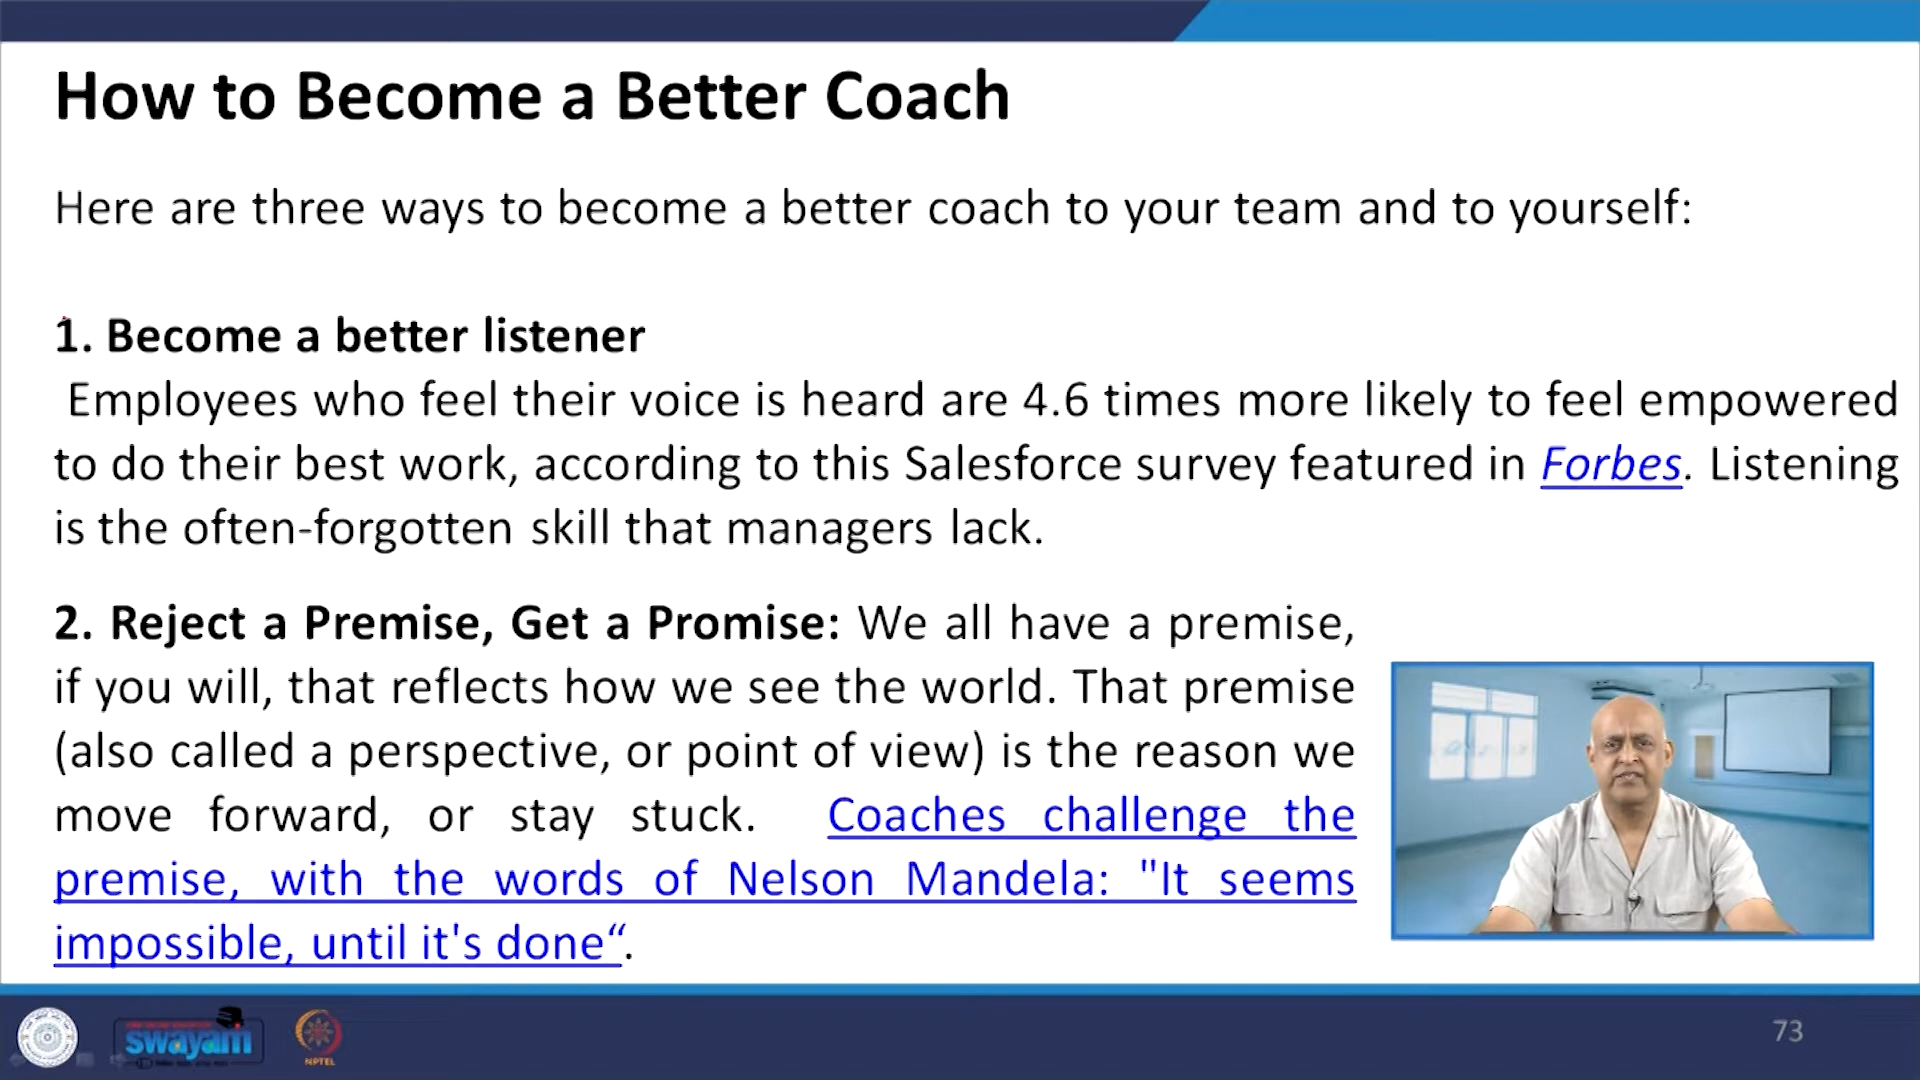 How to Become a Better Coach
Here are three ways to become a better coach to your team and to yourself:
1. Become a better listener
Employees who feel their voice is heard are 4.6 times more likely to feel empowered
to do their best work, according to this Salesforce survey featured in Forbes. Listening
is the often-forgotten skill that managers lack.
2. Reject a Premise, Get a Promise: We all have a premise,
if you will, that reflects how we see the world. That premise
(also called a perspective, or point of view) is the reason we
move forward, or stay stuck. Coaches challenge the
premise, with the words of Nelson Mandela: "It seems
impossible, until it's done“.
swayam
NPTEL
73